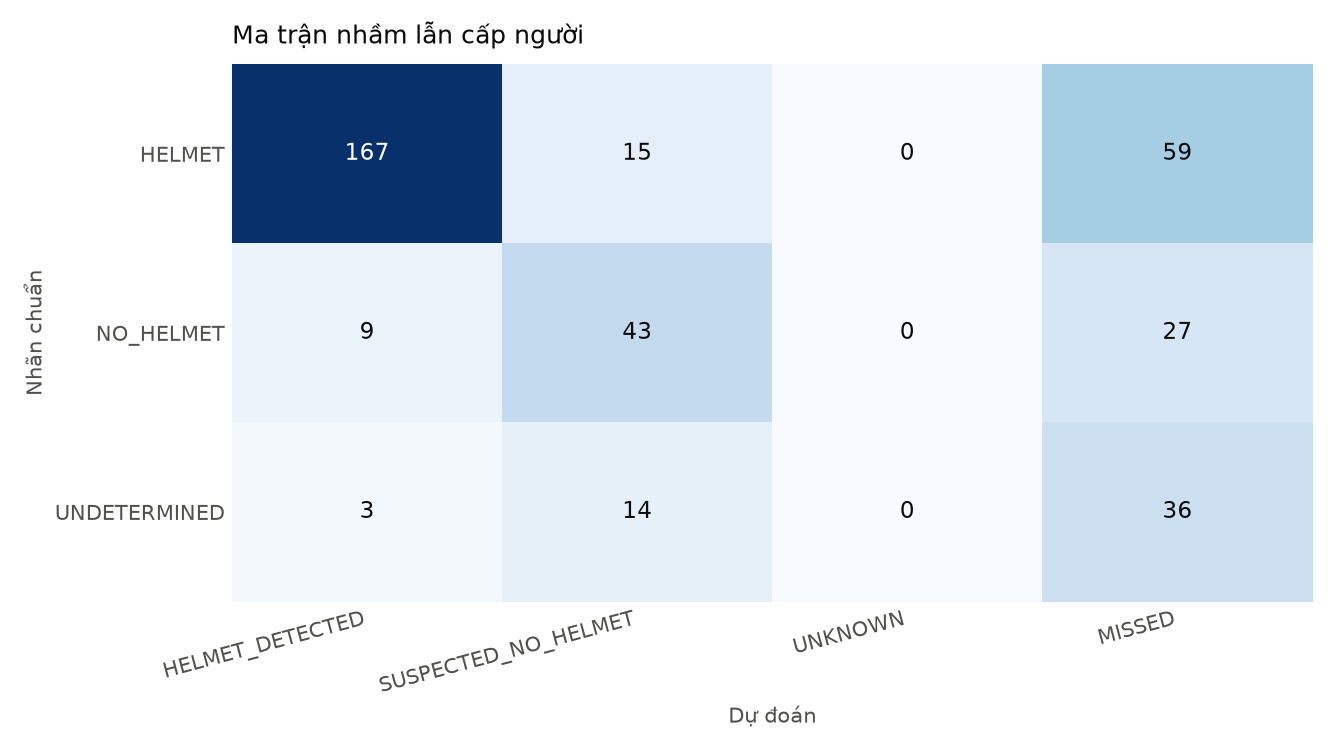 Ma trận nhầm lẫn cấp người
Nhãn chuẩn
HELMET
167 15 0 59
NO_HELMET
9 43 0 27
UNDETERMINED
3 14 0 36
HELMET_DETECTED
SUSPECTED_NO_HELMET
UNKNOWN
MISSED
Dự đoán